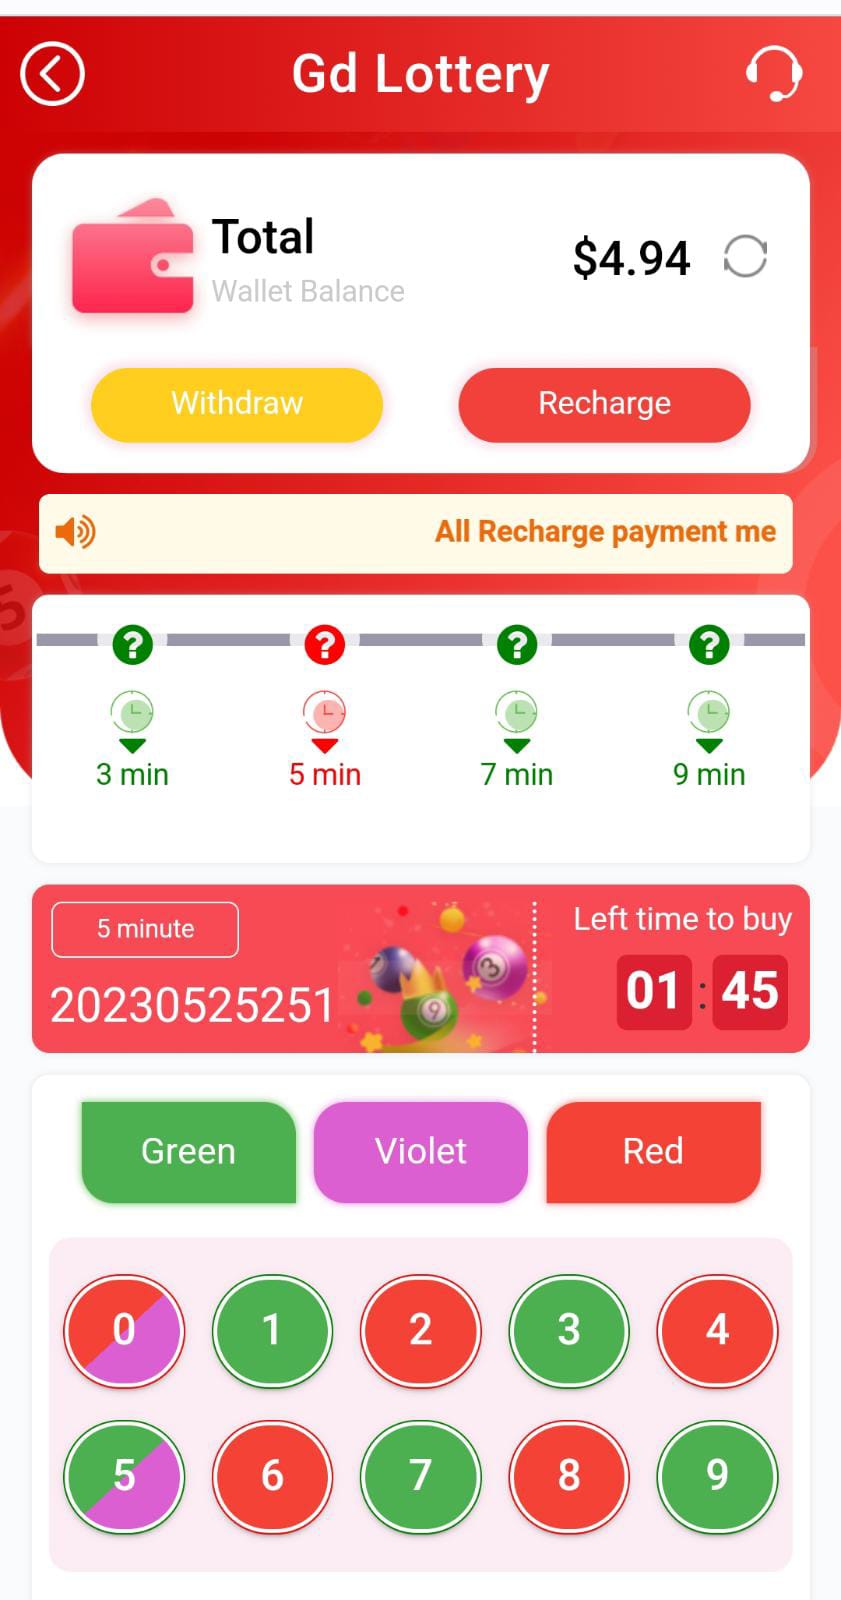 Gd Lottery
Total
Wallet Balance
$4.94
Withdraw
Recharge
All Recharge payment me
? ? ? ?
3 min 5 min 7 min 9 min
5 minute
Left time to buy
20230525251
01 : 45
Green Violet Red
0 1 2 3 4
5 6 7 8 9